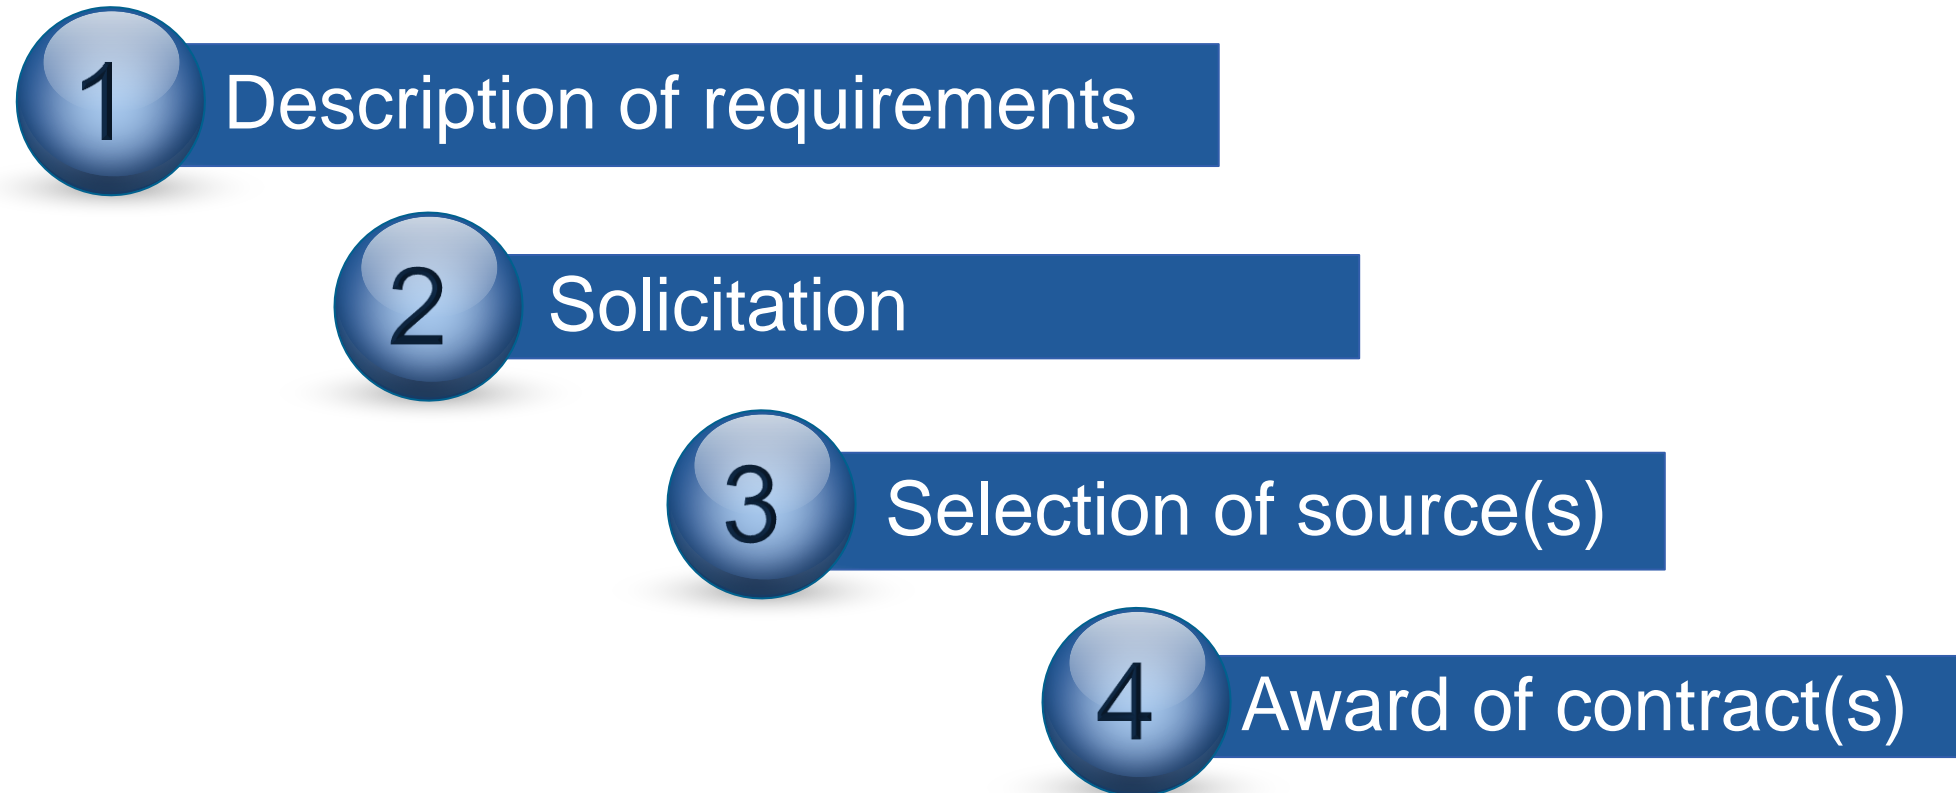 1 Description of requirements
2 Solicitation
3 Selection of source(s)
4 Award of contract(s)